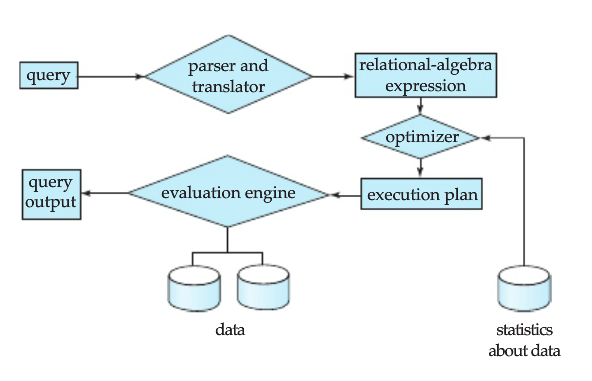 query
parser and
translator
relational-algebra
expression
optimizer
query
output
evaluation engine
execution plan
data
statistics
about data